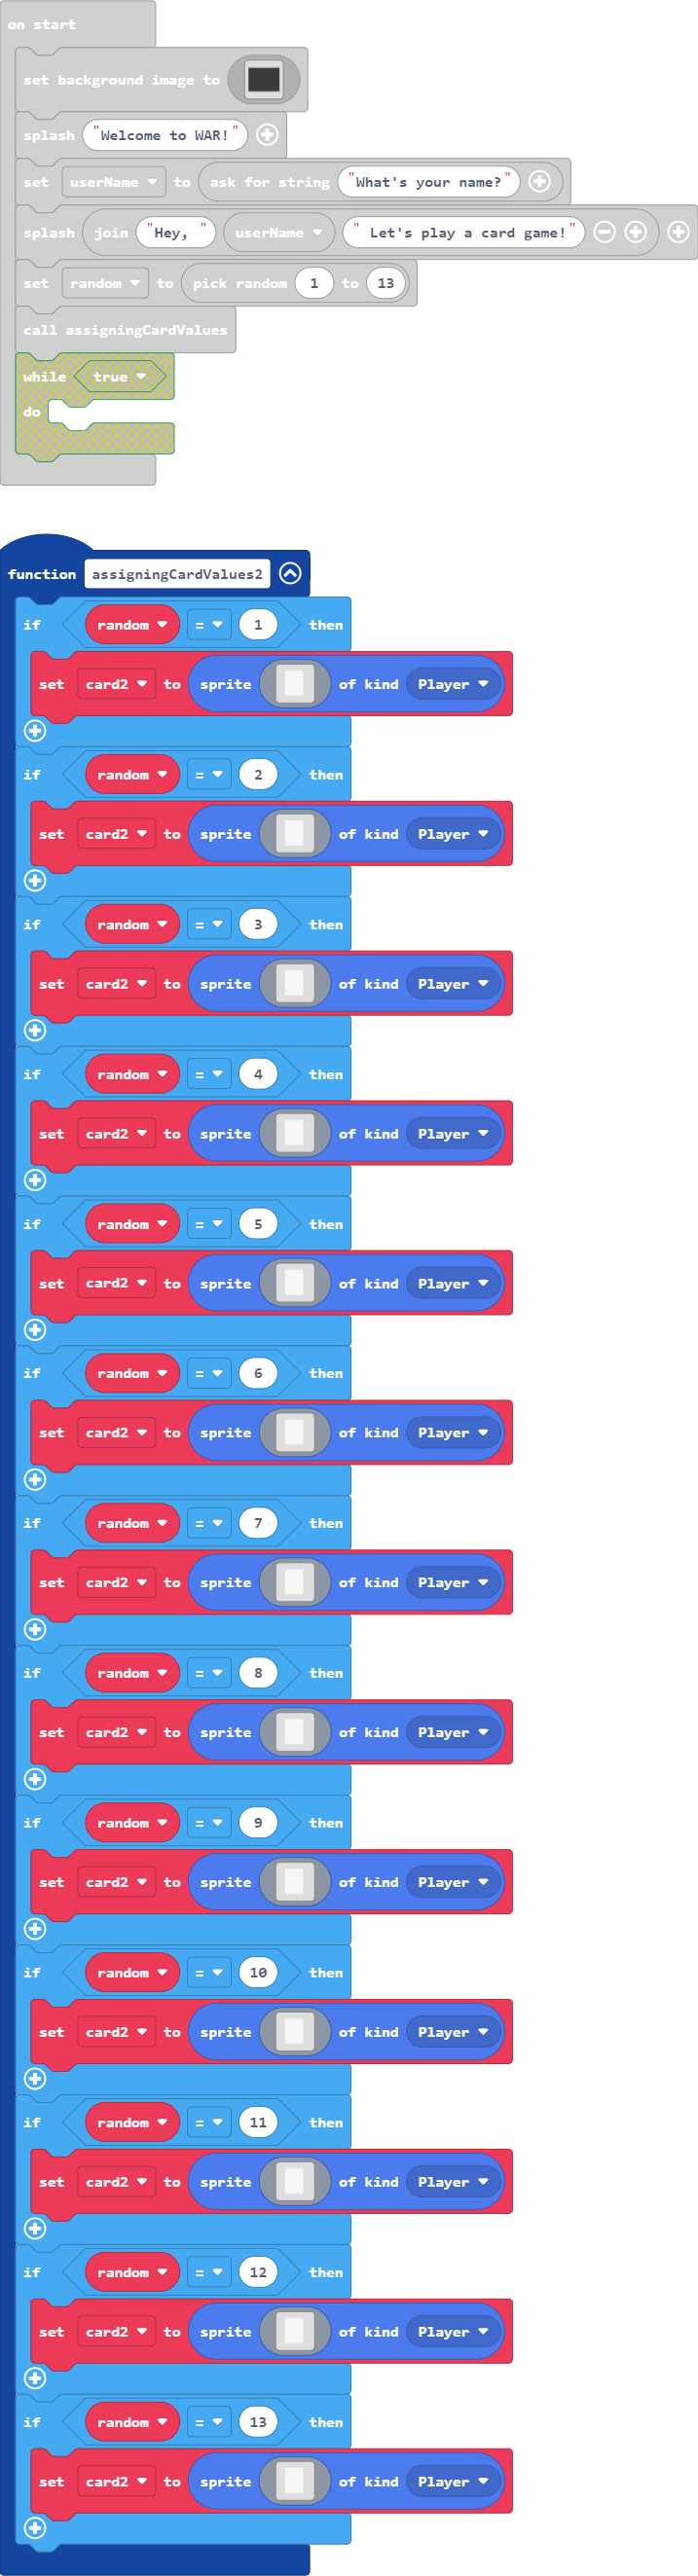 on start
set background image to
splash "Welcome to WAR!"
set userName to ask for string "What's your name?"
splash join "Hey, " userName " Let's play a card game!"
set random to pick random 1 to 13
call assigningCardValues
while true
do
function assigningCardValues2
if random = 1 then
set card2 to sprite of kind Player
if random = 2 then
set card2 to sprite of kind Player
if random = 3 then
set card2 to sprite of kind Player
if random = 4 then
set card2 to sprite of kind Player
if random = 5 then
set card2 to sprite of kind Player
if random = 6 then
set card2 to sprite of kind Player
if random = 7 then
set card2 to sprite of kind Player
if random = 8 then
set card2 to sprite of kind Player
if random = 9 then
set card2 to sprite of kind Player
if random = 10 then
set card2 to sprite of kind Player
if random = 11 then
set card2 to sprite of kind Player
if random = 12 then
set card2 to sprite of kind Player
if random = 13 then
set card2 to sprite of kind Player